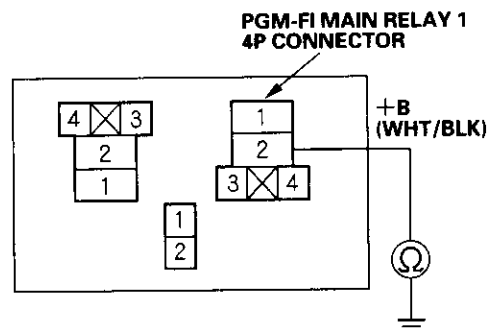 PGM-FI MAIN RELAY 1
4P CONNECTOR
+B
(WHT/BLK)
4 3
2
1
1
2
3 4
1
2
Ω